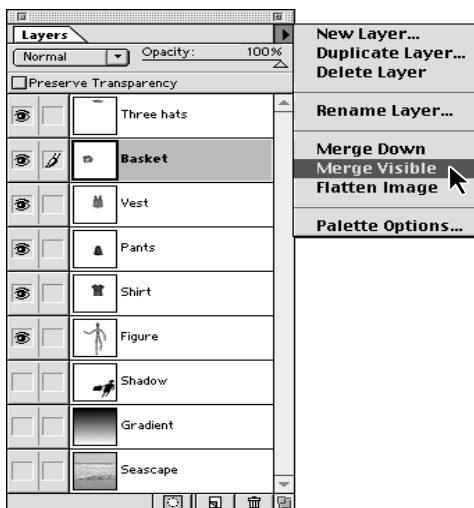 Layers
Normal
Opacity: 100%
Preserve Transparency
Three hats
Basket
Vest
Pants
Shirt
Figure
Shadow
Gradient
Seascape
New Layer...
Duplicate Layer...
Delete Layer
Rename Layer...
Merge Down
Merge Visible
Flatten Image
Palette Options...